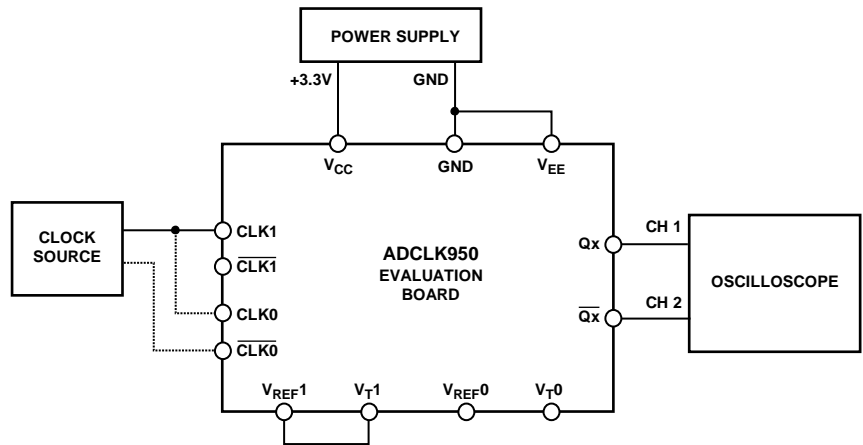 POWER SUPPLY
+3.3V
GND
VCC
GND
VEE
CLOCK
SOURCE
CLK1
CLK1
CLK0
CLK0
ADCLK950
EVALUATION
BOARD
Qx
Qx
CH 1
CH 2
OSCILLOSCOPE
VREF1
VT1
VREF0
VT0